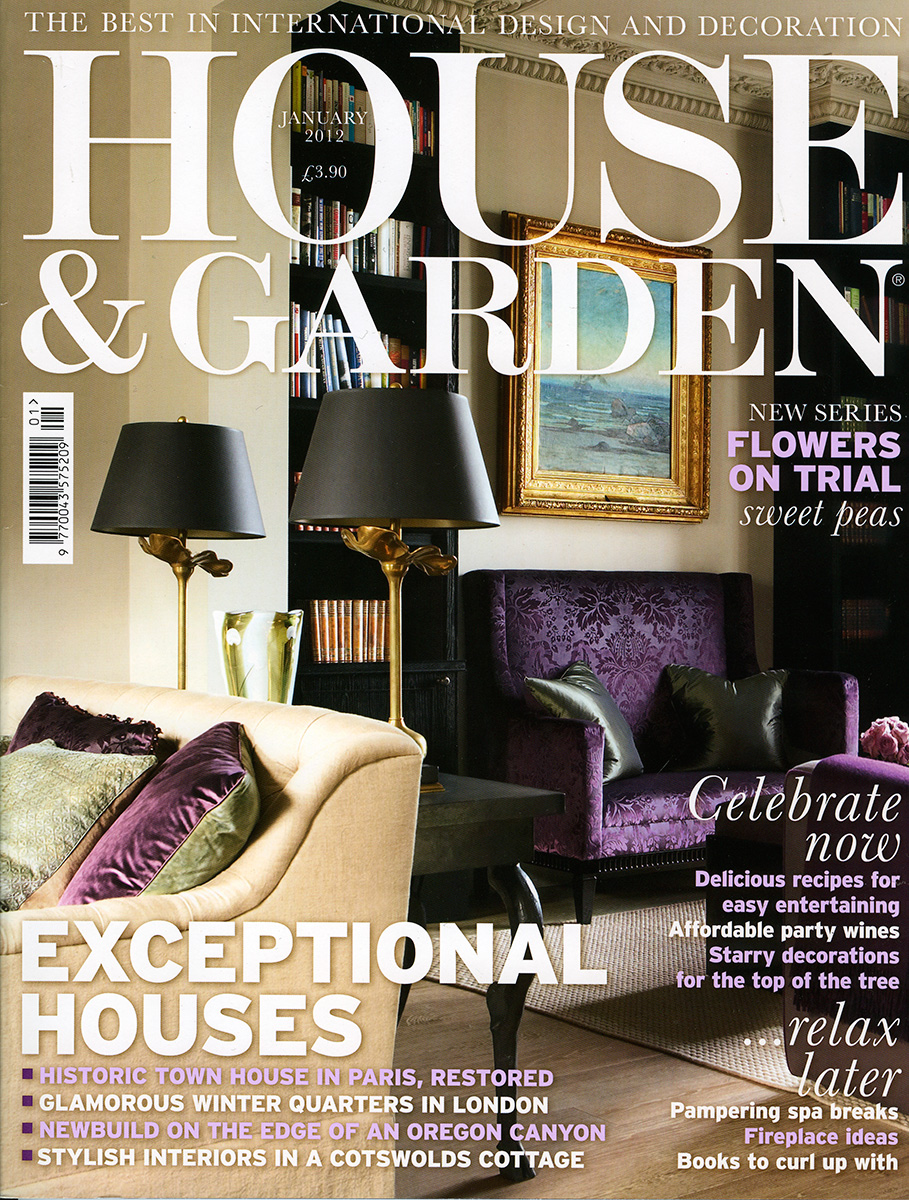 THE BEST IN INTERNATIONAL DESIGN AND DECORATION
HOUSE
& GARDEN®
JANUARY
2012
£3.90
01>
9 770043 575209
NEW SERIES
FLOWERS
ON TRIAL
sweet peas
Celebrate
now
Delicious recipes for
easy entertaining
Affordable party wines
Starry decorations
for the top of the tree
...relax
later
Pampering spa breaks
Fireplace ideas
Books to curl up with
EXCEPTIONAL
HOUSES
HISTORIC TOWN HOUSE IN PARIS, RESTORED
GLAMOROUS WINTER QUARTERS IN LONDON
NEWBUILD ON THE EDGE OF AN OREGON CANYON
STYLISH INTERIORS IN A COTSWOLDS COTTAGE